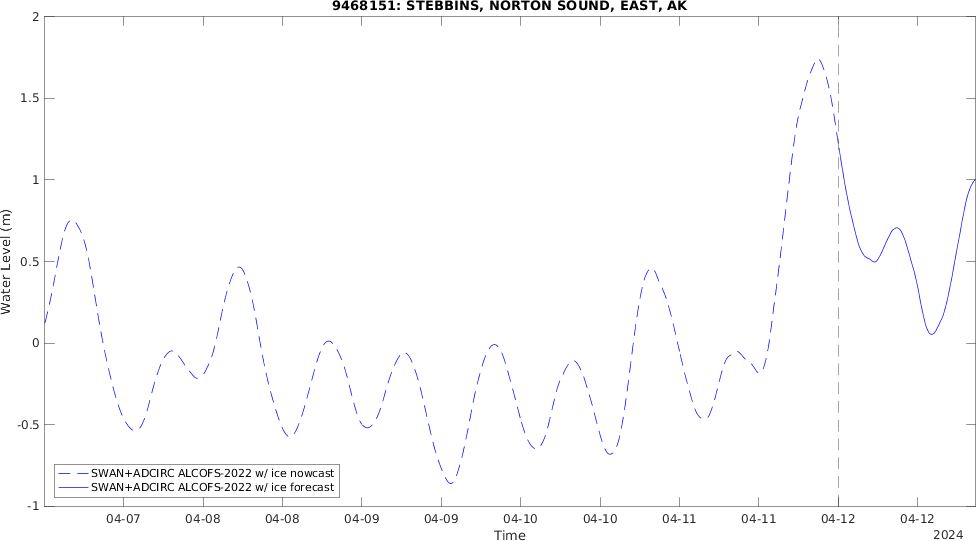 9468151: STEBBINS, NORTON SOUND, EAST, AK
2
1.5
1
0.5
0
-0.5
-1
Water Level (m)
SWAN+ADCIRC ALCOFS-2022 w/ ice nowcast
SWAN+ADCIRC ALCOFS-2022 w/ ice forecast
04-07 04-08 04-08 04-09 04-09 04-10 04-10 04-11 04-11 04-12 04-12
Time
2024